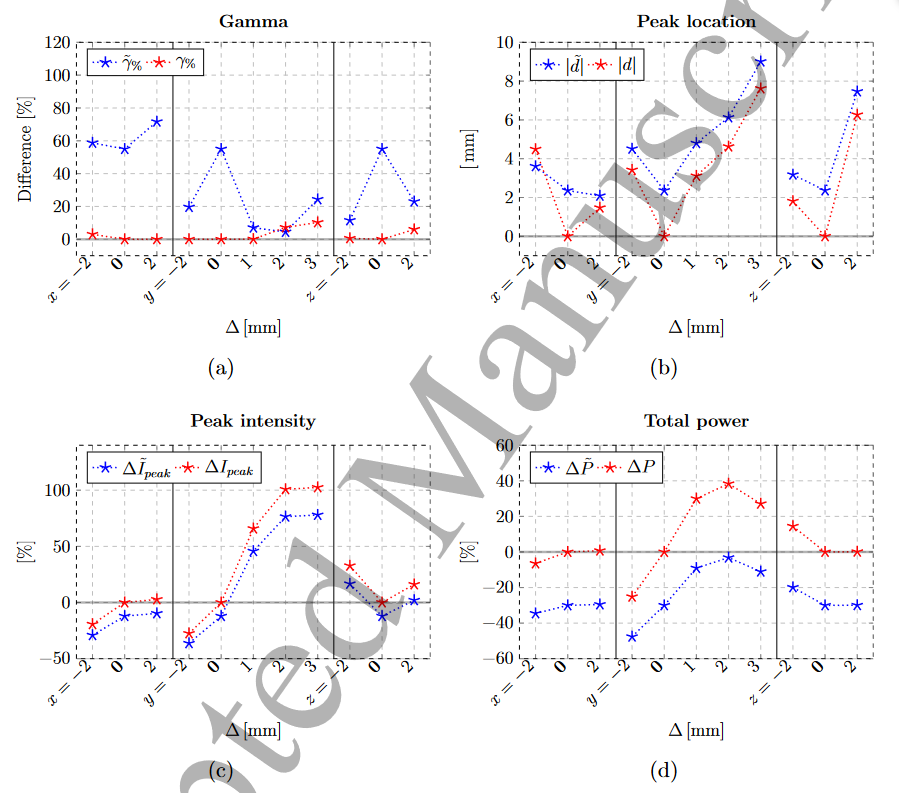 Gamma
γ̃% γ%
120
100
80
60
40
20
0
Difference [%]
x = −2 0 2 y = −2 0 1 2 3 z = −2 0 2
Δ [mm]
(a)
Peak location
|d̃| |d|
10
8
6
4
2
0
[mm]
x = −2 0 2 y = −2 0 1 2 3 z = −2 0 2
Δ [mm]
(b)
Peak intensity
ΔĨpeak ΔIpeak
100
50
0
−50
[%]
x = −2 0 2 y = −2 0 1 2 3 z = −2 0 2
Δ [mm]
(c)
Total power
ΔP̃ ΔP
60
40
20
0
−20
−40
−60
[%]
x = −2 0 2 y = −2 0 1 2 3 z = −2 0 2
Δ [mm]
(d)
pted Manuscri